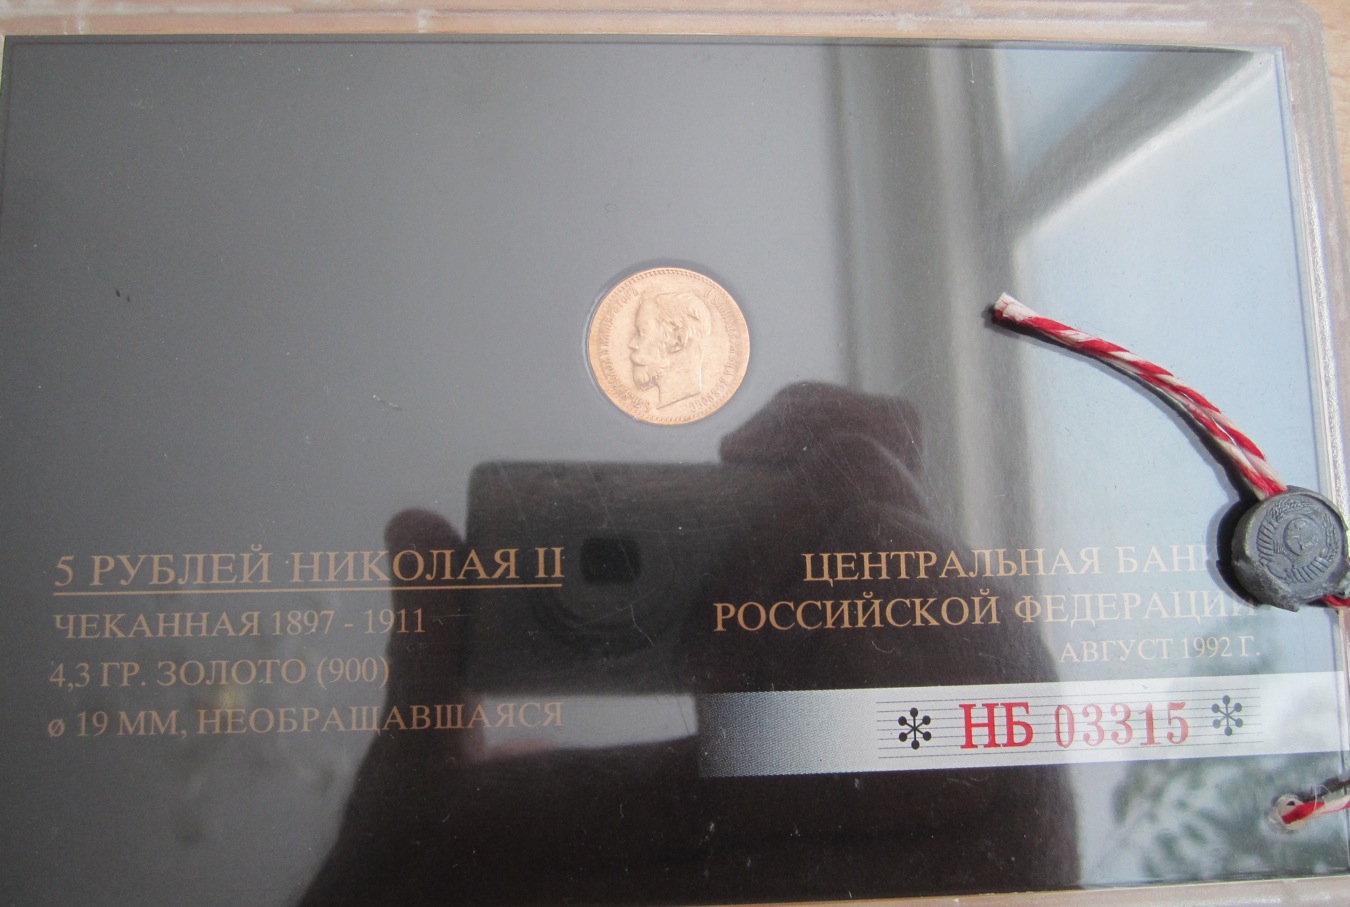 5 РУБЛЕЙ НИКОЛАЯ II
ЧЕКАННАЯ 1897 - 1911
4,3 ГР. ЗОЛОТО (900)
ø 19 ММ, НЕОБРАЩАВШАЯСЯ
ЦЕНТРАЛЬНАЯ БАНК
РОССИЙСКОЙ ФЕДЕРАЦИИ
АВГУСТ 1992 Г.
НБ 03315